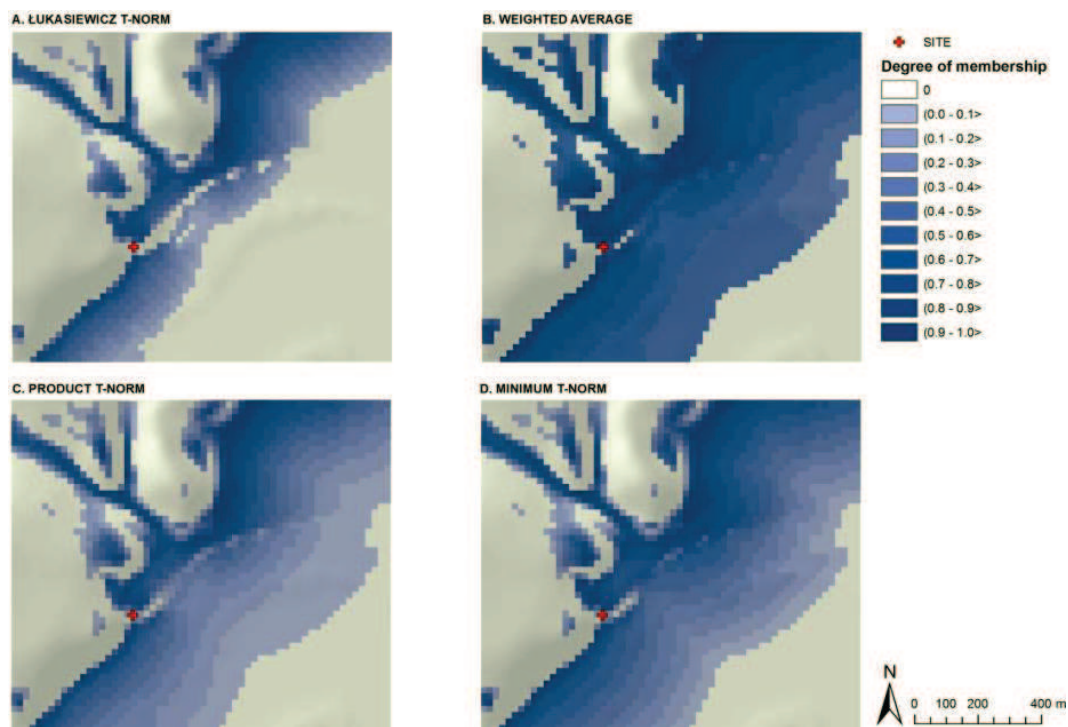 A. ŁUKASIEWICZ T-NORM
B. WEIGHTED AVERAGE
SITE
Degree of membership
0
(0.0 - 0.1>
(0.1 - 0.2>
(0.2 - 0.3>
(0.3 - 0.4>
(0.4 - 0.5>
(0.5 - 0.6>
(0.6 - 0.7>
(0.7 - 0.8>
(0.8 - 0.9>
(0.9 - 1.0>
C. PRODUCT T-NORM
D. MINIMUM T-NORM
N
0 100 200 400 m